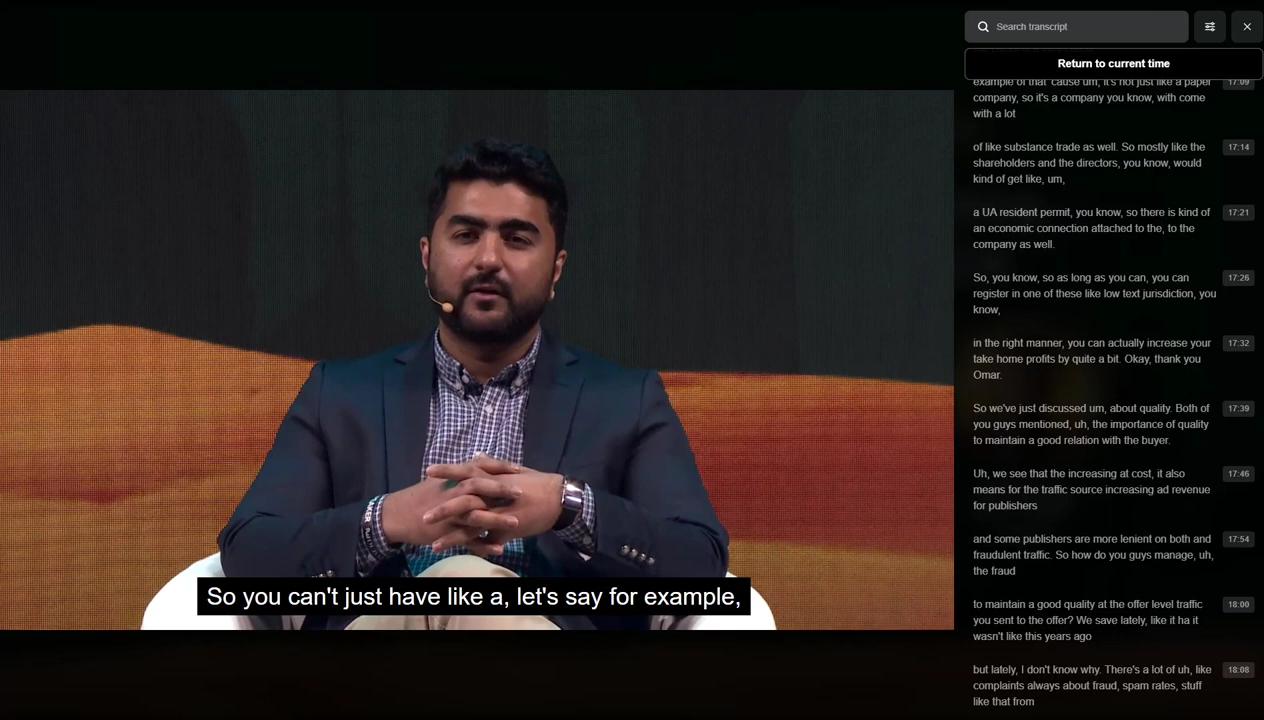 Search transcript
Return to current time
example of that 'cause um, it's not just like a paper
17:09
company, so it's a company you know, with come
with a lot
of like substance trade as well. So mostly like the
17:14
shareholders and the directors, you know, would
kind of get like, um,
a UA resident permit, you know, so there is kind of
17:21
an economic connection attached to the, to the
company as well.
So, you know, so as long as you can, you can
17:26
register in one of these like low text jurisdiction, you
know,
in the right manner, you can actually increase your
17:32
take home profits by quite a bit. Okay, thank you
Omar.
So we've just discussed um, about quality. Both of
17:39
you guys mentioned, uh, the importance of quality
to maintain a good relation with the buyer.
Uh, we see that the increasing at cost, it also
17:46
means for the traffic source increasing ad revenue
for publishers
and some publishers are more lenient on both and
17:54
fraudulent traffic. So how do you guys manage, uh,
the fraud
to maintain a good quality at the offer level traffic
18:00
you sent to the offer? We save lately, like it ha it
wasn't like this years ago
but lately, I don't know why. There's a lot of uh, like
18:08
complaints always about fraud, spam rates, stuff
like that from
So you can't just have like a, let's say for example,